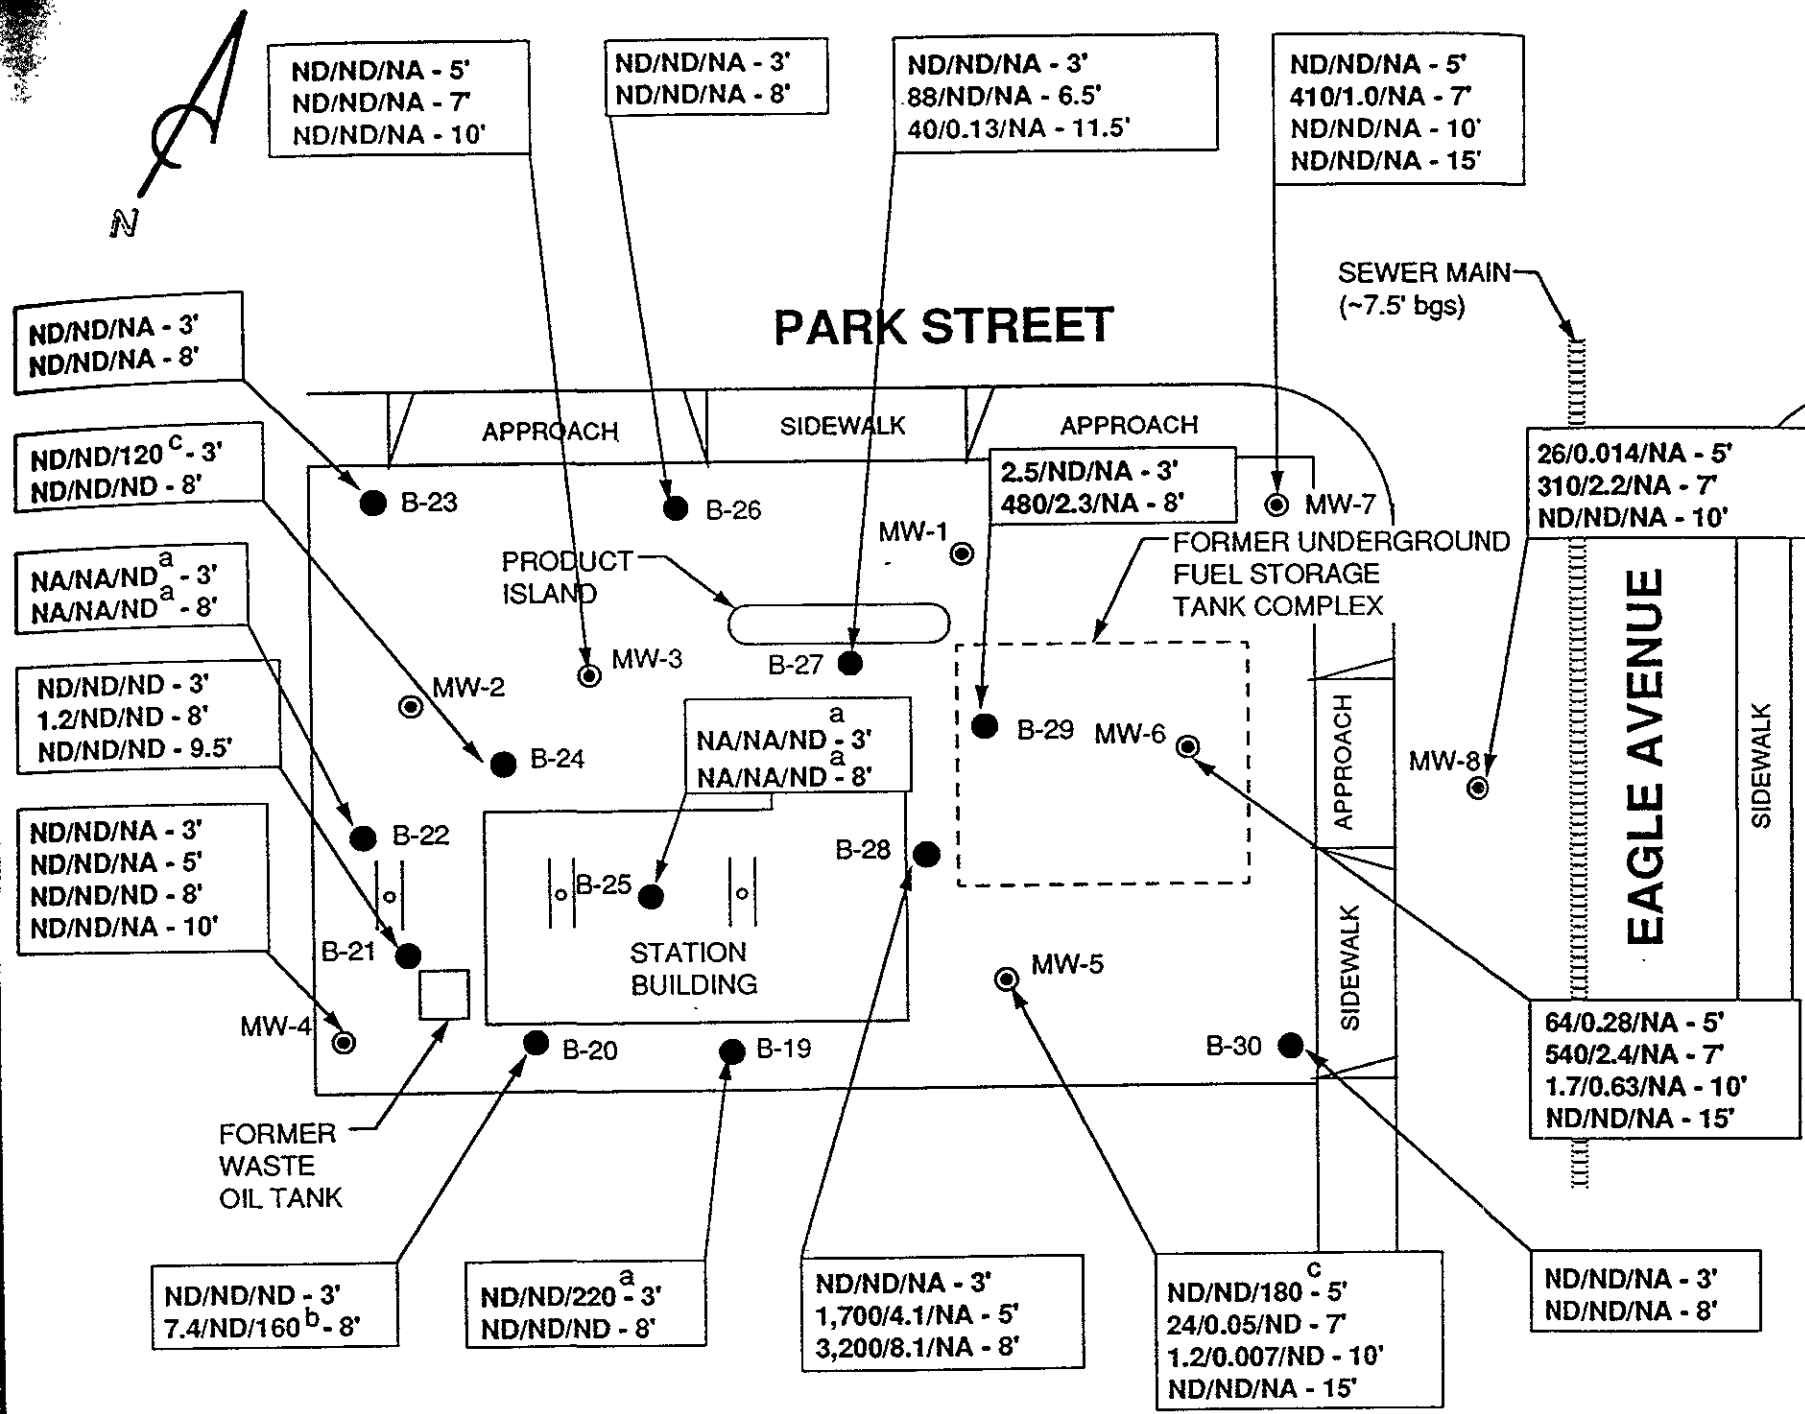 ND/ND/NA - 5'
ND/ND/NA - 7'
ND/ND/NA - 10'
ND/ND/NA - 3'
ND/ND/NA - 8'
ND/ND/NA - 3'
88/ND/NA - 6.5'
40/0.13/NA - 11.5'
ND/ND/NA - 5'
410/1.0/NA - 7'
ND/ND/NA - 10'
ND/ND/NA - 15'
N
SEWER MAIN
(~7.5' bgs)
PARK STREET
ND/ND/NA - 3'
ND/ND/NA - 8'
APPROACH
SIDEWALK
APPROACH
ND/ND/120 c - 3'
ND/ND/ND - 8'
2.5/ND/NA - 3'
480/2.3/NA - 8'
26/0.014/NA - 5'
310/2.2/NA - 7'
ND/ND/NA - 10'
B-23
B-26
MW-1
MW-7
PRODUCT
ISLAND
FORMER UNDERGROUND
FUEL STORAGE
TANK COMPLEX
NA/NA/ND a - 3'
NA/NA/ND a - 8'
EAGLE AVENUE
MW-3
B-27
MW-2
ND/ND/ND - 3'
1.2/ND/ND - 8'
ND/ND/ND - 9.5'
B-24
NA/NA/ND a - 3'
NA/NA/ND a - 8'
B-29
MW-6
APPROACH
MW-8
SIDEWALK
ND/ND/NA - 3'
ND/ND/NA - 5'
ND/ND/ND - 8'
ND/ND/NA - 10'
B-22
B-28
B-25
B-21
STATION
BUILDING
MW-5
SIDEWALK
MW-4
B-20
B-19
B-30
64/0.28/NA - 5'
540/2.4/NA - 7'
1.7/0.63/NA - 10'
ND/ND/NA - 15'
FORMER
WASTE
OIL TANK
ND/ND/ND - 3'
7.4/ND/160 b - 8'
ND/ND/220 a - 3'
ND/ND/ND - 8'
ND/ND/NA - 3'
1,700/4.1/NA - 5'
3,200/8.1/NA - 8'
ND/ND/180 c - 5'
24/0.05/ND - 7'
1.2/0.007/ND - 10'
ND/ND/NA - 15'
ND/ND/NA - 3'
ND/ND/NA - 8'